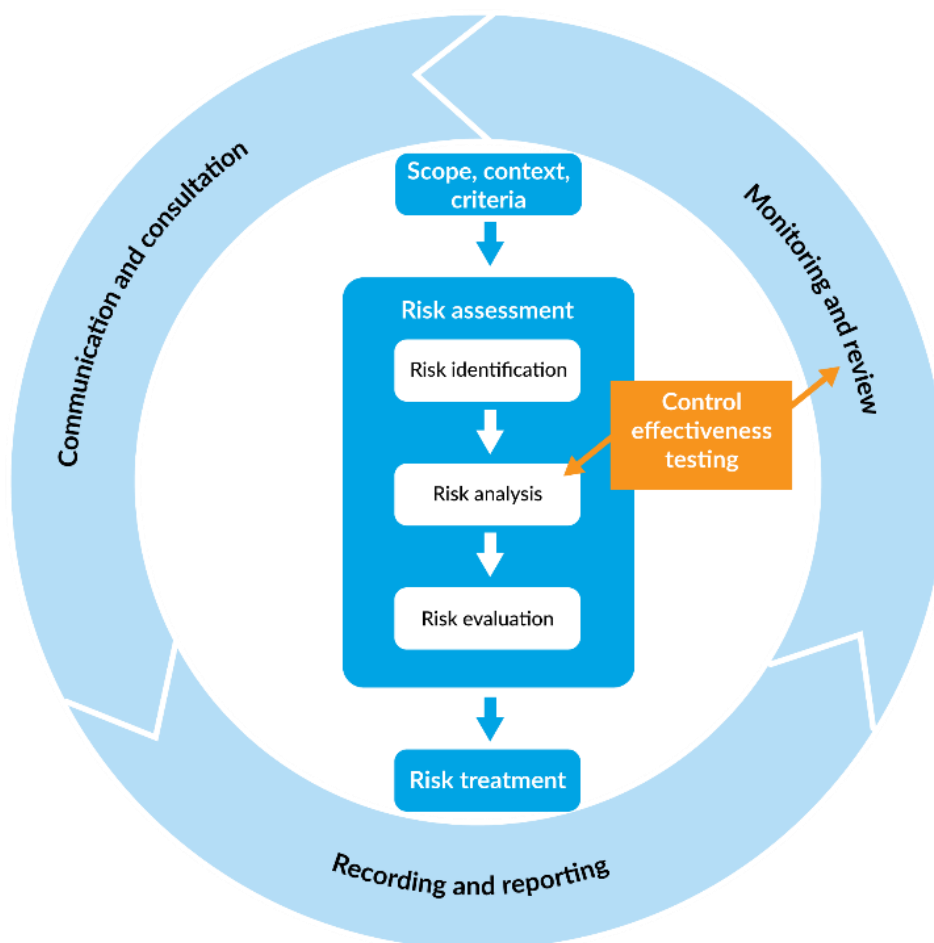 Scope, context,
criteria
Risk assessment
Risk identification
Risk analysis
Risk evaluation
Risk treatment
Control
effectiveness
testing
Communication and consultation
Monitoring and review
Recording and reporting